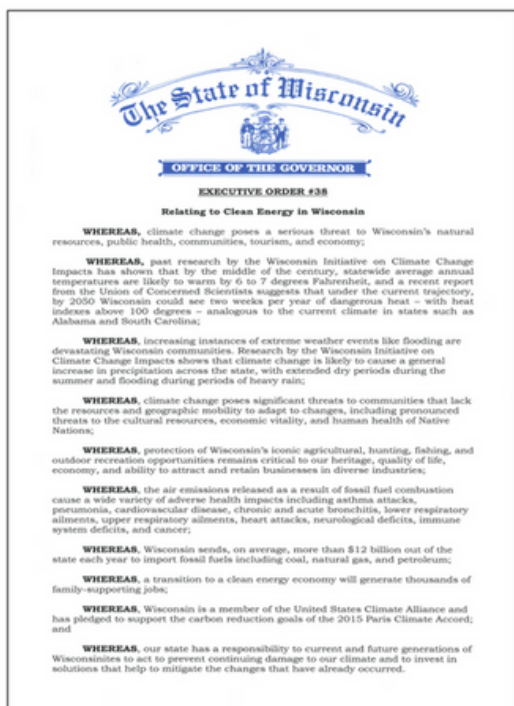 The State of Wisconsin
OFFICE OF THE GOVERNOR
EXECUTIVE ORDER #38
Relating to Clean Energy in Wisconsin
WHEREAS, climate change poses a serious threat to Wisconsin's natural
resources, public health, communities, tourism, and economy;
WHEREAS, past research by the Wisconsin Initiative on Climate Change
Impacts has shown that by the middle of the century, statewide average annual
temperatures are likely to warm by 6 to 7 degrees Fahrenheit, and a recent report
from the Union of Concerned Scientists suggests that under the current trajectory,
by 2050 Wisconsin could see two weeks per year of dangerous heat – with heat
indexes above 100 degrees – analogous to the current climate in states such as
Alabama and South Carolina;
WHEREAS, increasing instances of extreme weather events like flooding are
devastating Wisconsin communities. Research by the Wisconsin Initiative on
Climate Change Impacts shows that climate change is likely to cause a general
increase in precipitation across the state, with extended dry periods during the
summer and flooding during periods of heavy rain;
WHEREAS, climate change poses significant threats to communities that lack
the resources and geographic mobility to adapt to changes, including pronounced
threats to the cultural resources, economic vitality, and human health of Native
Nations;
WHEREAS, protection of Wisconsin's iconic agricultural, hunting, fishing, and
outdoor recreation opportunities remains critical to our heritage, quality of life,
economy, and ability to attract and retain businesses in diverse industries;
WHEREAS, the air emissions released as a result of fossil fuel combustion
cause a wide variety of adverse health impacts including asthma attacks,
pneumonia, cardiovascular disease, chronic and acute bronchitis, lower respiratory
ailments, upper respiratory ailments, heart attacks, neurological deficits, immune
system deficits, and cancer;
WHEREAS, Wisconsin sends, on average, more than $12 billion out of the
state each year to import fossil fuels including coal, natural gas, and petroleum;
WHEREAS, a transition to a clean energy economy will generate thousands of
family-supporting jobs;
WHEREAS, Wisconsin is a member of the United States Climate Alliance and
has pledged to support the carbon reduction goals of the 2015 Paris Climate Accord;
and
WHEREAS, our state has a responsibility to current and future generations of
Wisconsinites to act to prevent continuing damage to our climate and to invest in
solutions that help to mitigate the changes that have already occurred.